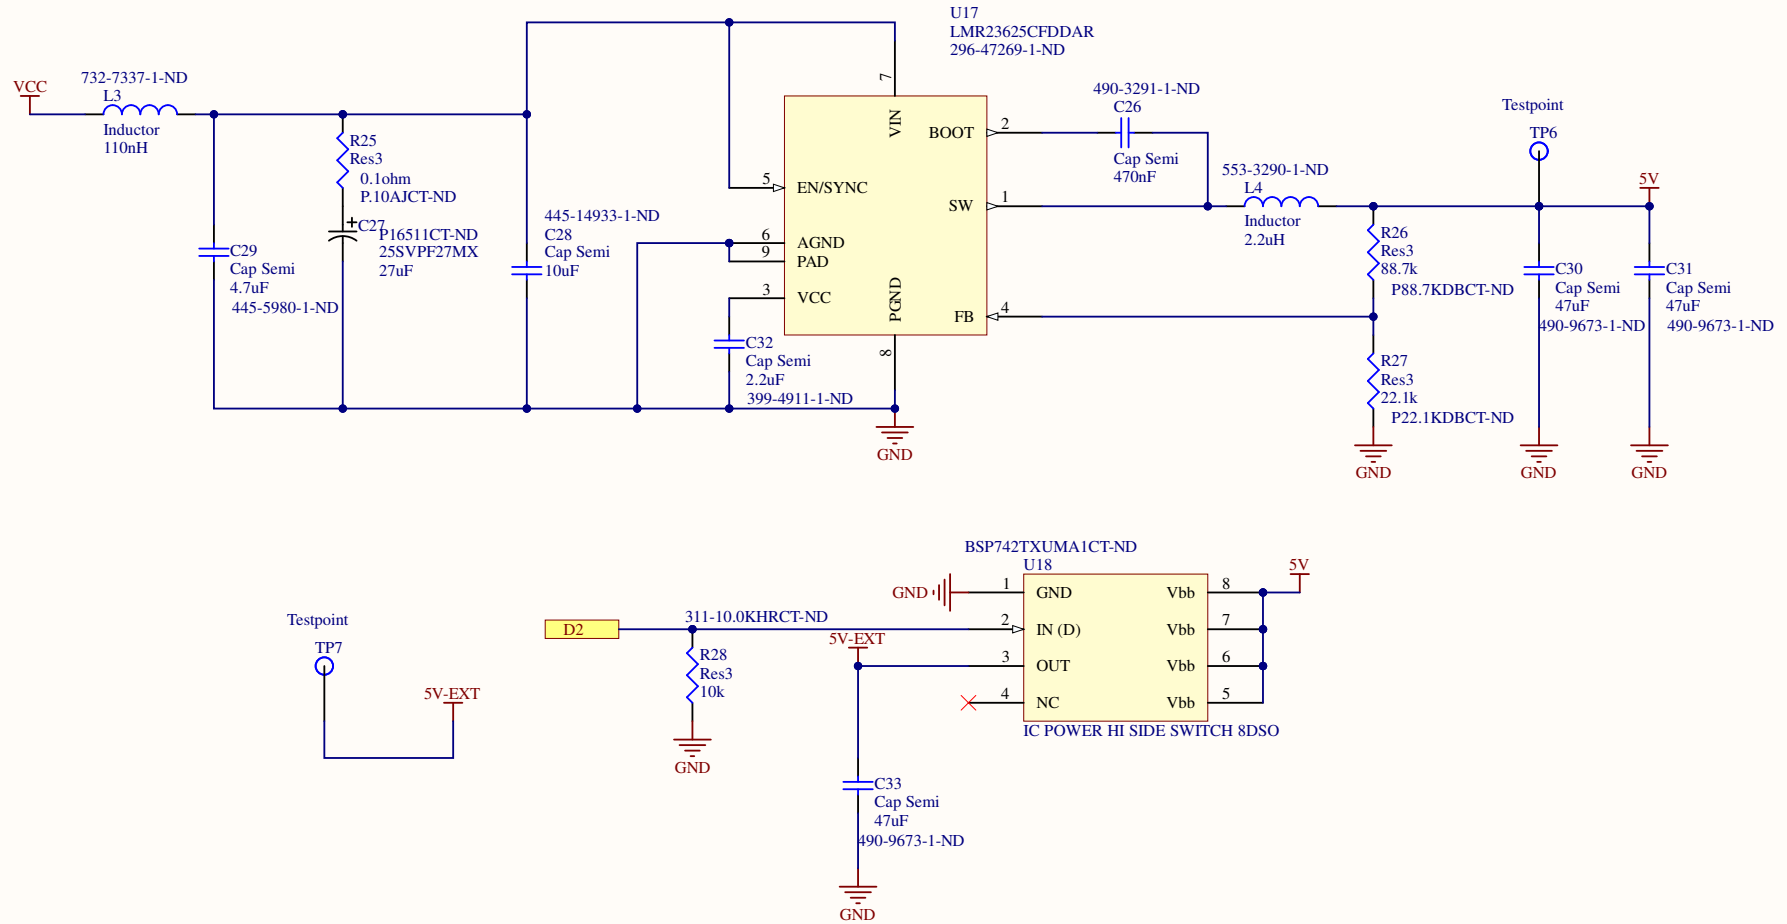 U17
LMR23625CFDDAR
296-47269-1-ND
VCC
732-7337-1-ND
L3
Inductor
110nH
R25
Res3
0.1ohm
P.10AJCT-ND
C27
P16511CT-ND
25SVPF27MX
27uF
C29
Cap Semi
4.7uF
445-5980-1-ND
445-14933-1-ND
C28
Cap Semi
10uF
7
VIN
5
EN/SYNC
6
AGND
9
PAD
3
VCC
PGND
8
BOOT
2
SW
1
FB
4
C32
Cap Semi
2.2uF
399-4911-1-ND
GND
490-3291-1-ND
C26
Cap Semi
470nF
553-3290-1-ND
L4
Inductor
2.2uH
Testpoint
TP6
5V
R26
Res3
88.7k
P88.7KDBCT-ND
R27
Res3
22.1k
P22.1KDBCT-ND
GND
C30
Cap Semi
47uF
490-9673-1-ND
GND
C31
Cap Semi
47uF
490-9673-1-ND
GND
Testpoint
TP7
5V-EXT
D2
311-10.0KHRCT-ND
R28
Res3
10k
GND
5V-EXT
C33
Cap Semi
47uF
490-9673-1-ND
GND
BSP742TXUMA1CT-ND
U18
GND
1
GND
2
IN (D)
3
OUT
4
NC
Vbb
8
Vbb
7
Vbb
6
Vbb
5
5V
IC POWER HI SIDE SWITCH 8DSO